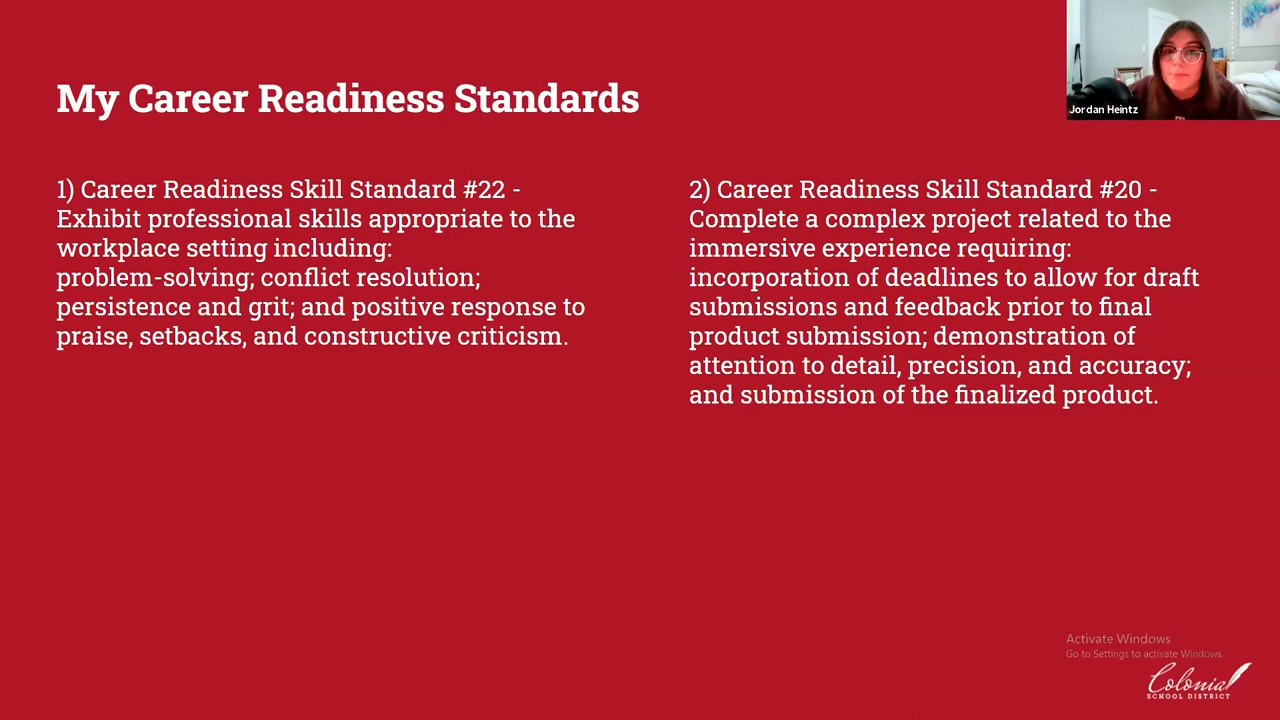 My Career Readiness Standards
Jordan Heintz
1) Career Readiness Skill Standard #22 -
Exhibit professional skills appropriate to the
workplace setting including:
problem-solving; conflict resolution;
persistence and grit; and positive response to
praise, setbacks, and constructive criticism.
2) Career Readiness Skill Standard #20 -
Complete a complex project related to the
immersive experience requiring:
incorporation of deadlines to allow for draft
submissions and feedback prior to final
product submission; demonstration of
attention to detail, precision, and accuracy;
and submission of the finalized product.
Activate Windows
Go to Settings to activate Windows.
Colonial
SCHOOL DISTRICT